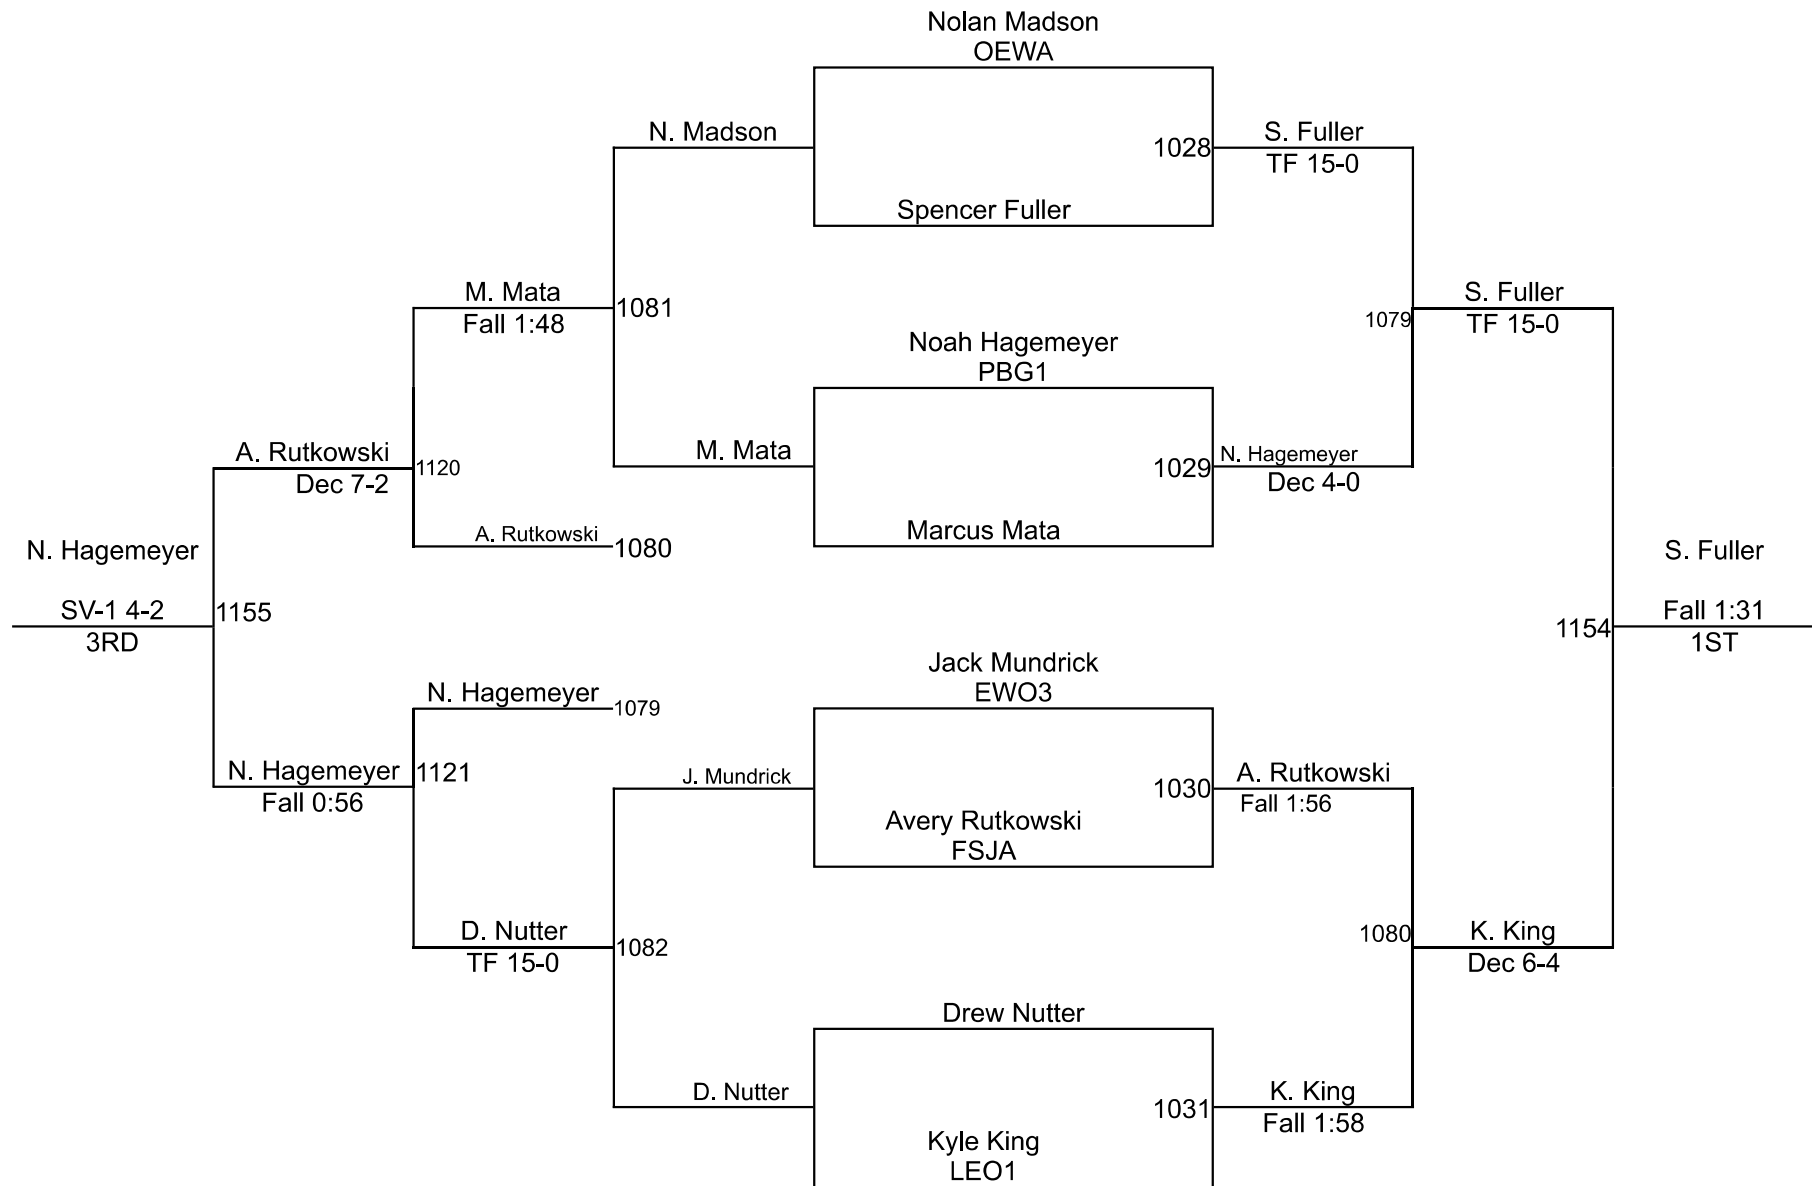 Nolan Madson
OEWA
N. Madson
1028
S. Fuller
TF 15-0
Spencer Fuller
M. Mata
Fall 1:48
1081
1079
S. Fuller
TF 15-0
Noah Hagemeyer
PBG1
A. Rutkowski
Dec 7-2
1120
M. Mata
1029
N. Hagemeyer
Dec 4-0
A. Rutkowski
1080
Marcus Mata
N. Hagemeyer
SV-1 4-2
3RD
1155
S. Fuller
Fall 1:31
1ST
1154
Jack Mundrick
EWO3
N. Hagemeyer
1079
N. Hagemeyer
Fall 0:56
1121
J. Mundrick
1030
A. Rutkowski
Fall 1:56
Avery Rutkowski
FSJA
D. Nutter
TF 15-0
1082
1080
K. King
Dec 6-4
Drew Nutter
D. Nutter
1031
K. King
Fall 1:58
Kyle King
LEO1